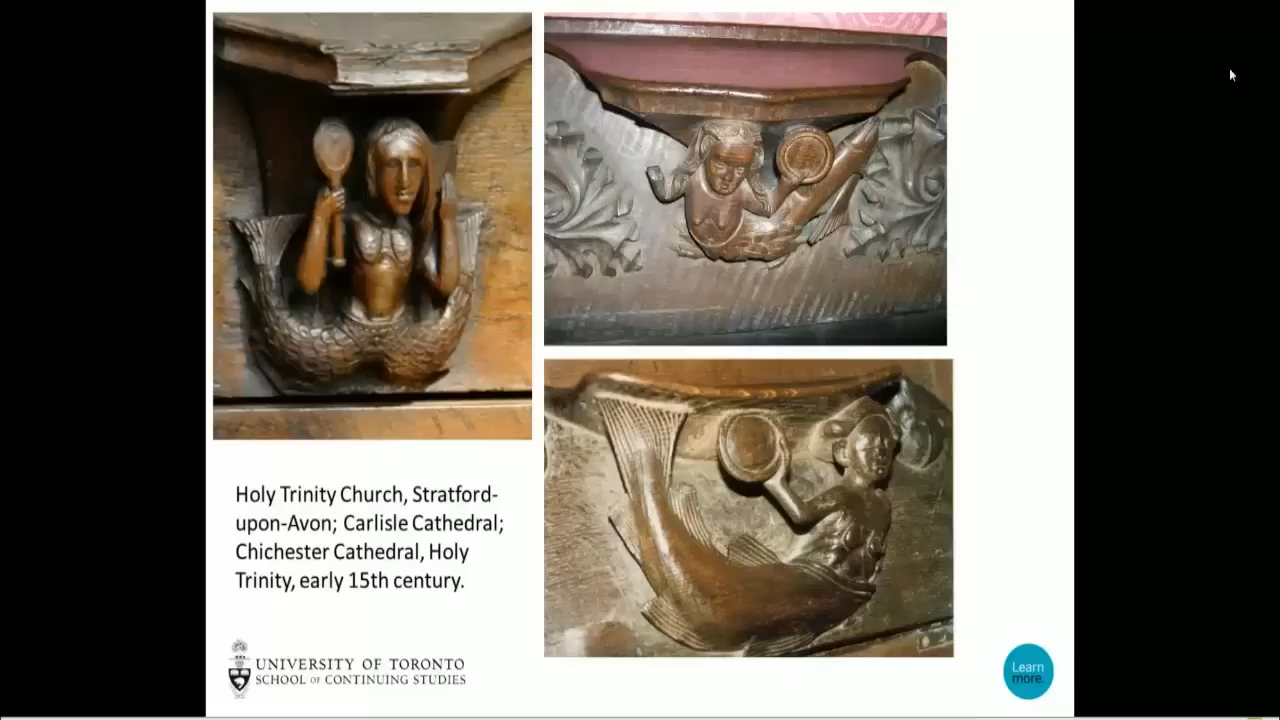 Holy Trinity Church, Stratford-
upon-Avon; Carlisle Cathedral;
Chichester Cathedral, Holy
Trinity, early 15th century.
UNIVERSITY OF TORONTO
SCHOOL OF CONTINUING STUDIES
Learn
more.